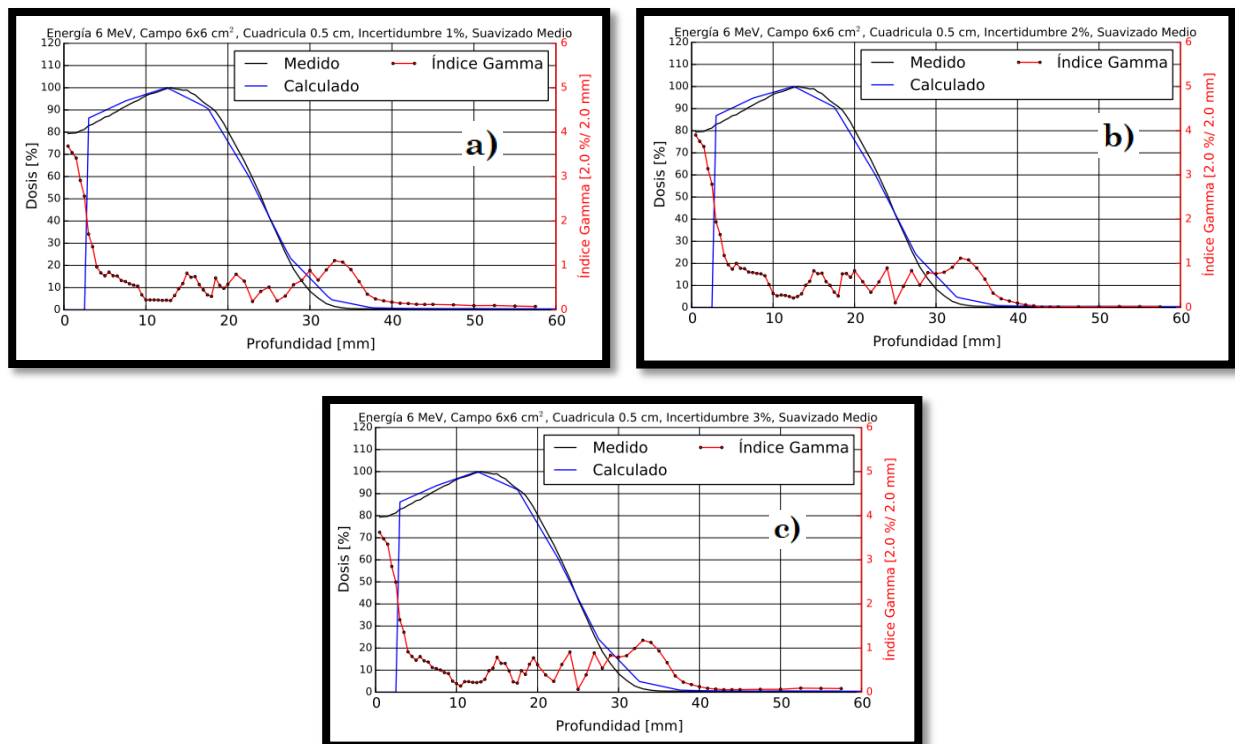 Energía 6 MeV, Campo 6x6 cm², Cuadricula 0.5 cm, Incertidumbre 1%, Suavizado Medio
120
110
100
90
80
70
60
50
40
30
20
10
0
Dosis [%]
Medido
Índice Gamma
Calculado
a)
6
5
4
3
2
1
0
Índice Gamma [2.0 %/ 2.0 mm]
0 10 20 30 40 50 60
Profundidad [mm]
Energía 6 MeV, Campo 6x6 cm², Cuadricula 0.5 cm, Incertidumbre 2%, Suavizado Medio
120
110
100
90
80
70
60
50
40
30
20
10
0
Dosis [%]
Medido
Índice Gamma
Calculado
b)
6
5
4
3
2
1
0
Índice Gamma [2.0 %/ 2.0 mm]
0 10 20 30 40 50 60
Profundidad [mm]
Energía 6 MeV, Campo 6x6 cm², Cuadricula 0.5 cm, Incertidumbre 3%, Suavizado Medio
120
110
100
90
80
70
60
50
40
30
20
10
0
Dosis [%]
Medido
Índice Gamma
Calculado
c)
6
5
4
3
2
1
0
Índice Gamma [2.0 %/ 2.0 mm]
0 10 20 30 40 50 60
Profundidad [mm]